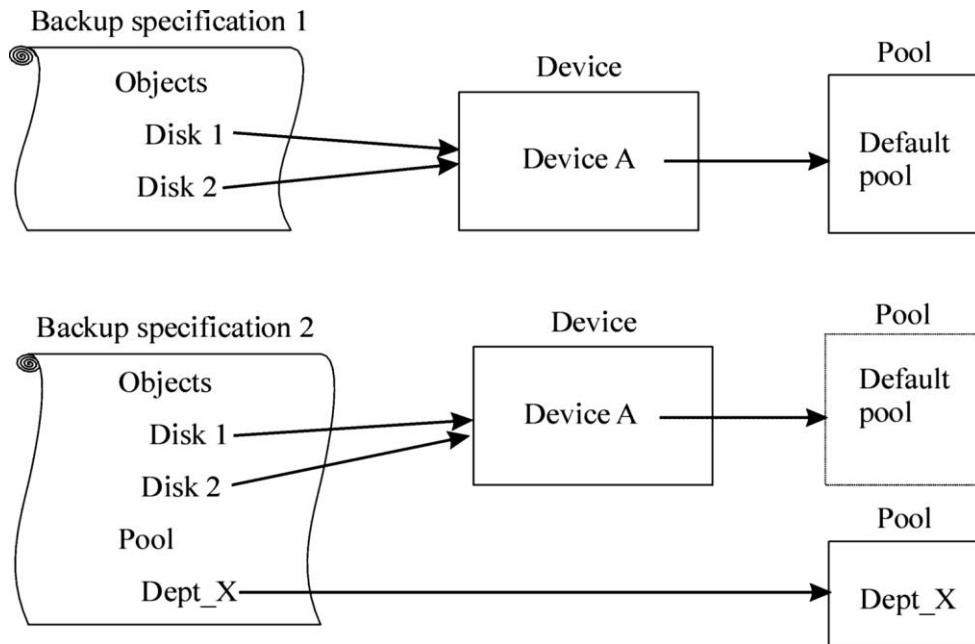 Backup specification 1
Objects
Disk 1
Disk 2
Device
Device A
Pool
Default
pool
Backup specification 2
Objects
Disk 1
Disk 2
Pool
Dept_X
Device
Device A
Pool
Default
pool
Pool
Dept_X